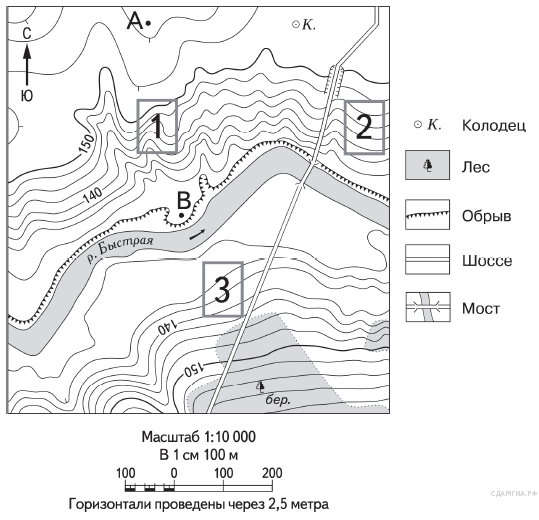 А
К.
С
Ю
1
2
150
140
В
р. Быстрая
3
140
150
бер.
К. Колодец
Лес
Обрыв
Шоссе
Мост
Масштаб 1:10 000
В 1 см 100 м
100 0 100 200
Горизонтали проведены через 2,5 метра
СДАМГИА.РФ